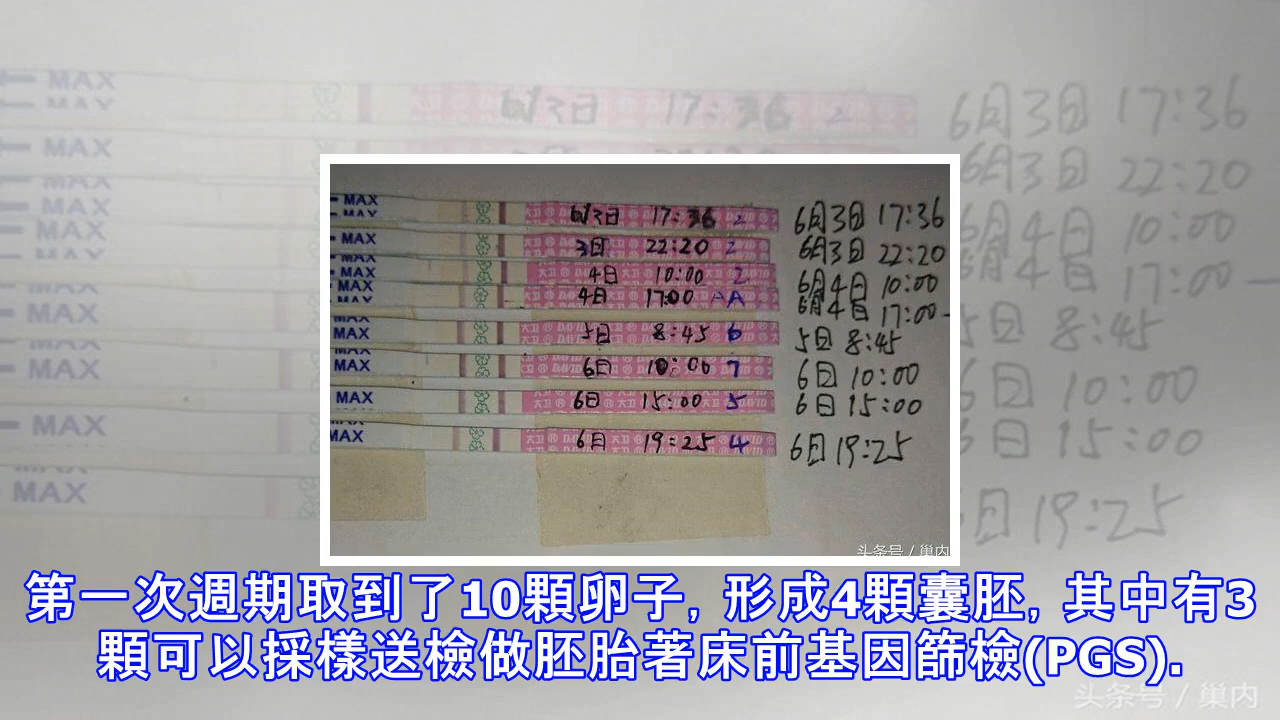 MAX
MAX
6月3日 17:36 2 6月3日 17:36
MAX
3日 22:20 2 6月3日 22:20
MAX
4日 10:00 2 6月4日 10:00
MAX
4日 17:00 A 6月4日 17:00
MAX
5日 8:45 6 5日 8:45
MAX
6日 10:00 7 6日 10:00
MAX
6日 15:00 5 6日 15:00
MAX
6日 19:25 4 6日 19:25
头条号 / 巢内
第一次週期取到了10顆卵子, 形成4顆囊胚, 其中有3
顆可以採樣送檢做胚胎著床前基因篩檢(PGS).
头条号 / 巢内